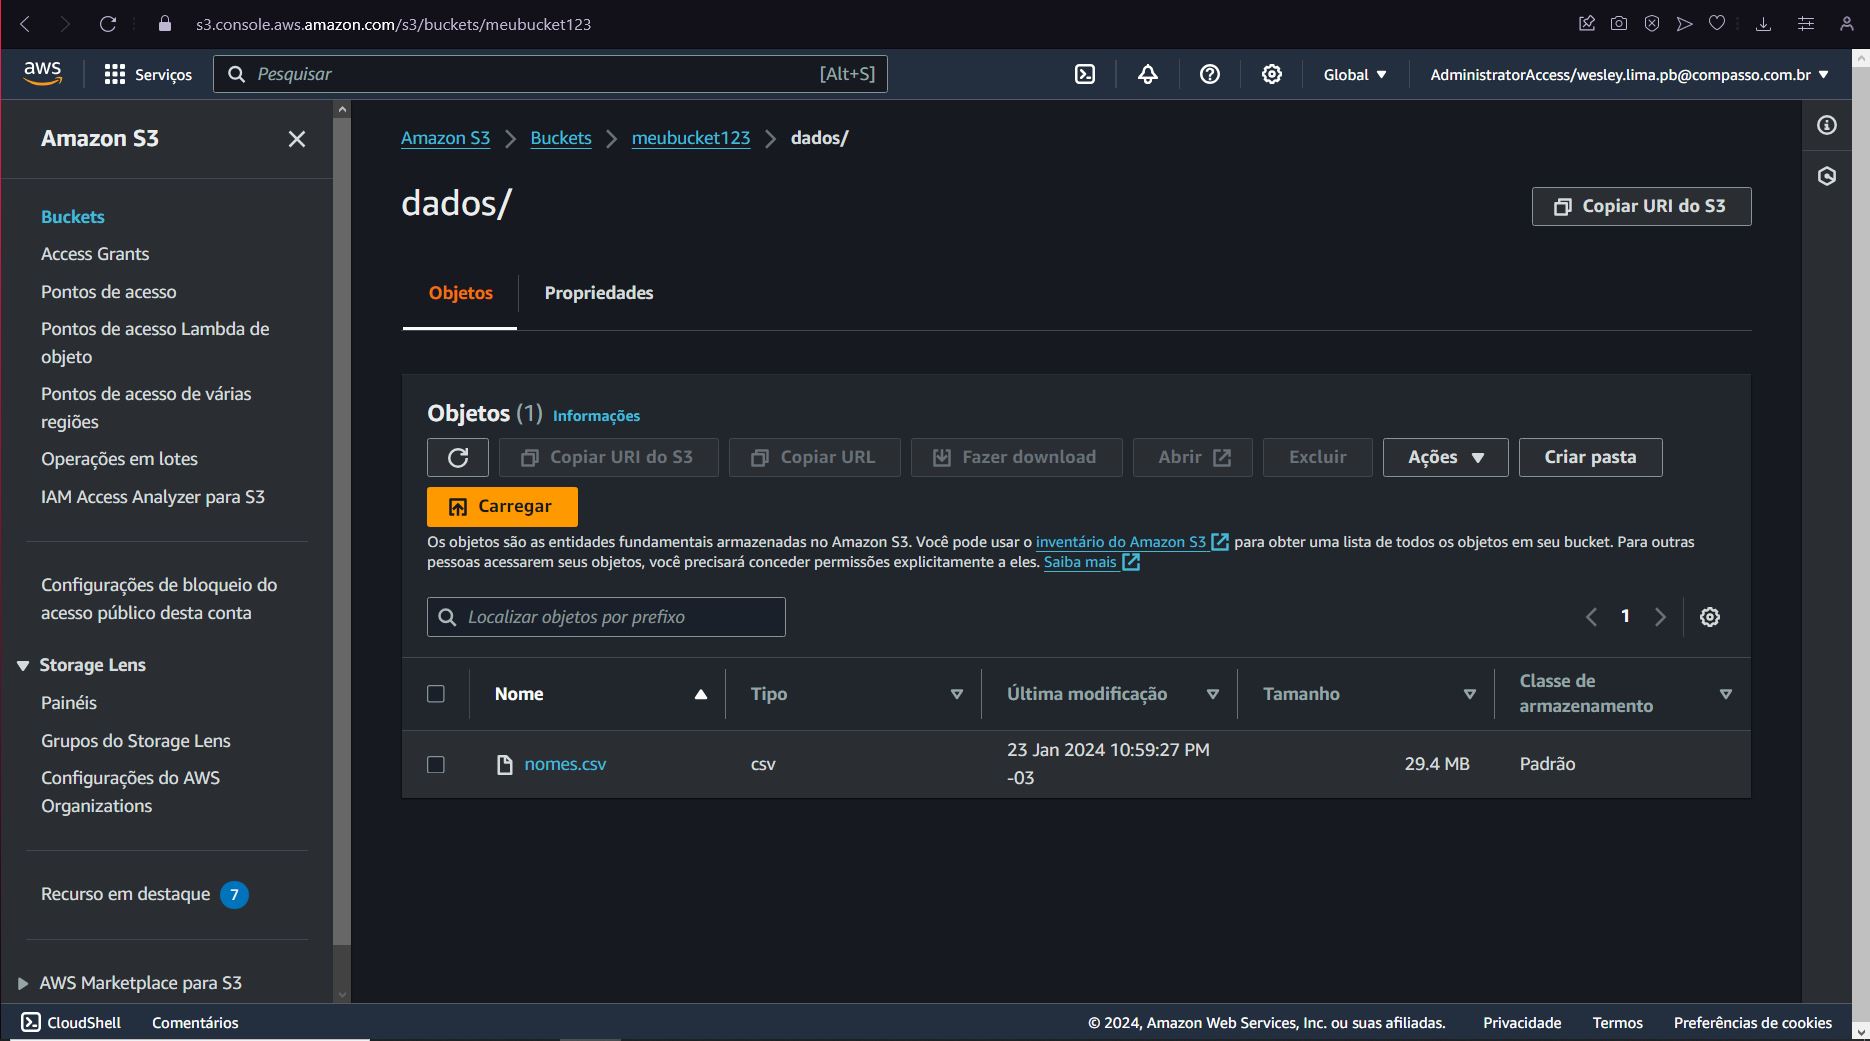 s3.console.aws.amazon.com/s3/buckets/meubucket123
aws
Serviços
Pesquisar
[Alt+S]
Global
AdministratorAccess/wesley.lima.pb@compasso.com.br
Amazon S3
Buckets
Access Grants
Pontos de acesso
Pontos de acesso Lambda de
objeto
Pontos de acesso de várias
regiões
Operações em lotes
IAM Access Analyzer para S3
Configurações de bloqueio do
acesso público desta conta
Storage Lens
Painéis
Grupos do Storage Lens
Configurações do AWS
Organizations
Recurso em destaque 7
AWS Marketplace para S3
Amazon S3 Buckets meubucket123 dados/
dados/
Copiar URI do S3
Objetos
Propriedades
Objetos (1) Informações
Copiar URI do S3
Copiar URL
Fazer download
Abrir
Excluir
Ações
Criar pasta
Carregar
Os objetos são as entidades fundamentais armazenadas no Amazon S3. Você pode usar o inventário do Amazon S3 para obter uma lista de todos os objetos em seu bucket. Para outras
pessoas acessarem seus objetos, você precisará conceder permissões explicitamente a eles. Saiba mais
Localizar objetos por prefixo
1
Nome
Tipo
Última modificação
Tamanho
Classe de
armazenamento
nomes.csv
csv
23 Jan 2024 10:59:27 PM
-03
29.4 MB
Padrão
CloudShell
Comentários
© 2024, Amazon Web Services, Inc. ou suas afiliadas.
Privacidade
Termos
Preferências de cookies